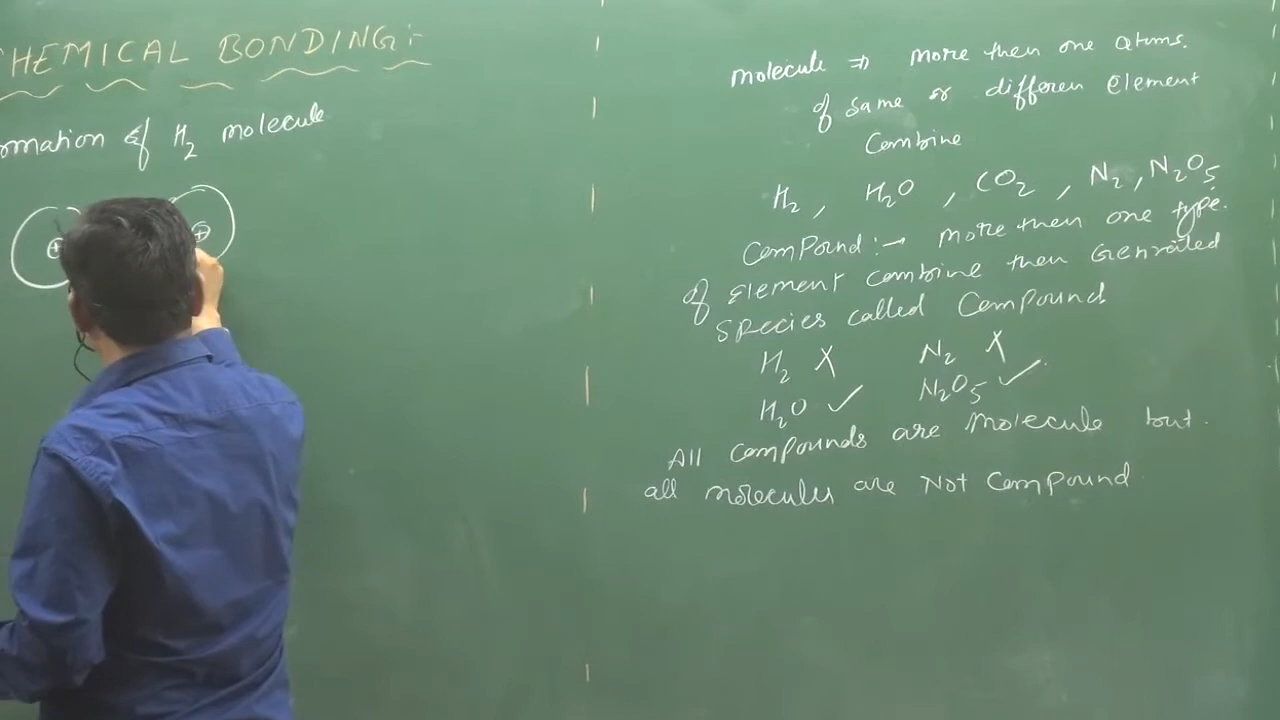 HEMICAL BONDING:-
ormation of H₂ molecule
+ +
molecule ⇒ more then one atoms.
of same or differen element
Combine
H₂, H₂O, CO₂, N₂, N₂O₅
Compound :→ more then one type.
of element combine then Genrated
species called Compound
H₂ X N₂ X
H₂O ✓ N₂O₅ ✓
All compounds are molecule but.
all molecules are Not Compound